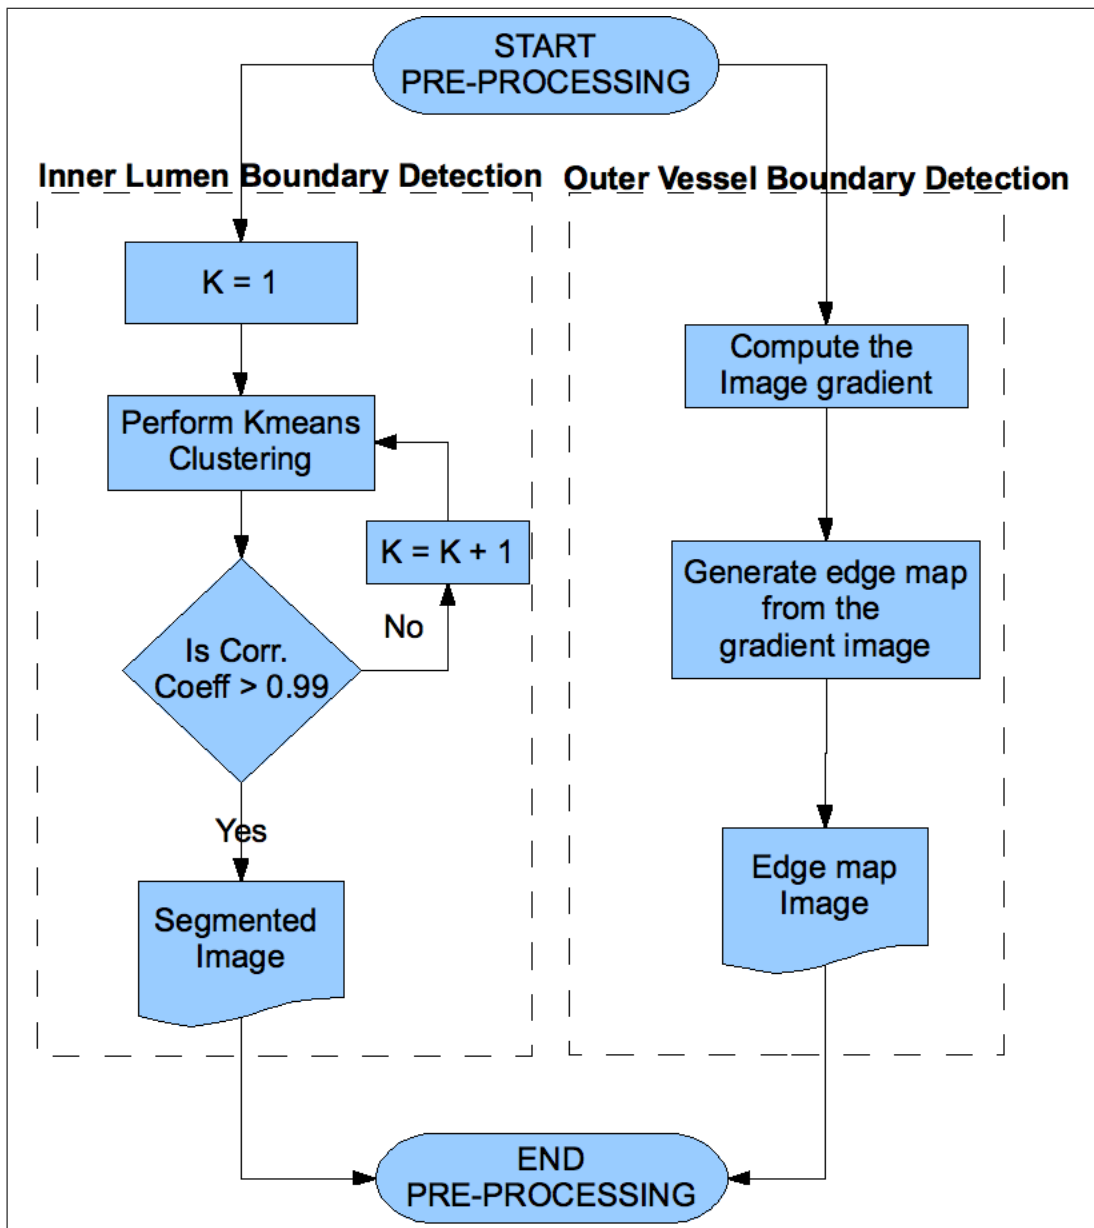 START
PRE-PROCESSING
Inner Lumen Boundary Detection
K = 1
Perform Kmeans
Clustering
K = K + 1
No
Is Corr.
Coeff > 0.99
Yes
Segmented
Image
Outer Vessel Boundary Detection
Compute the
Image gradient
Generate edge map
from the
gradient image
Edge map
Image
END
PRE-PROCESSING